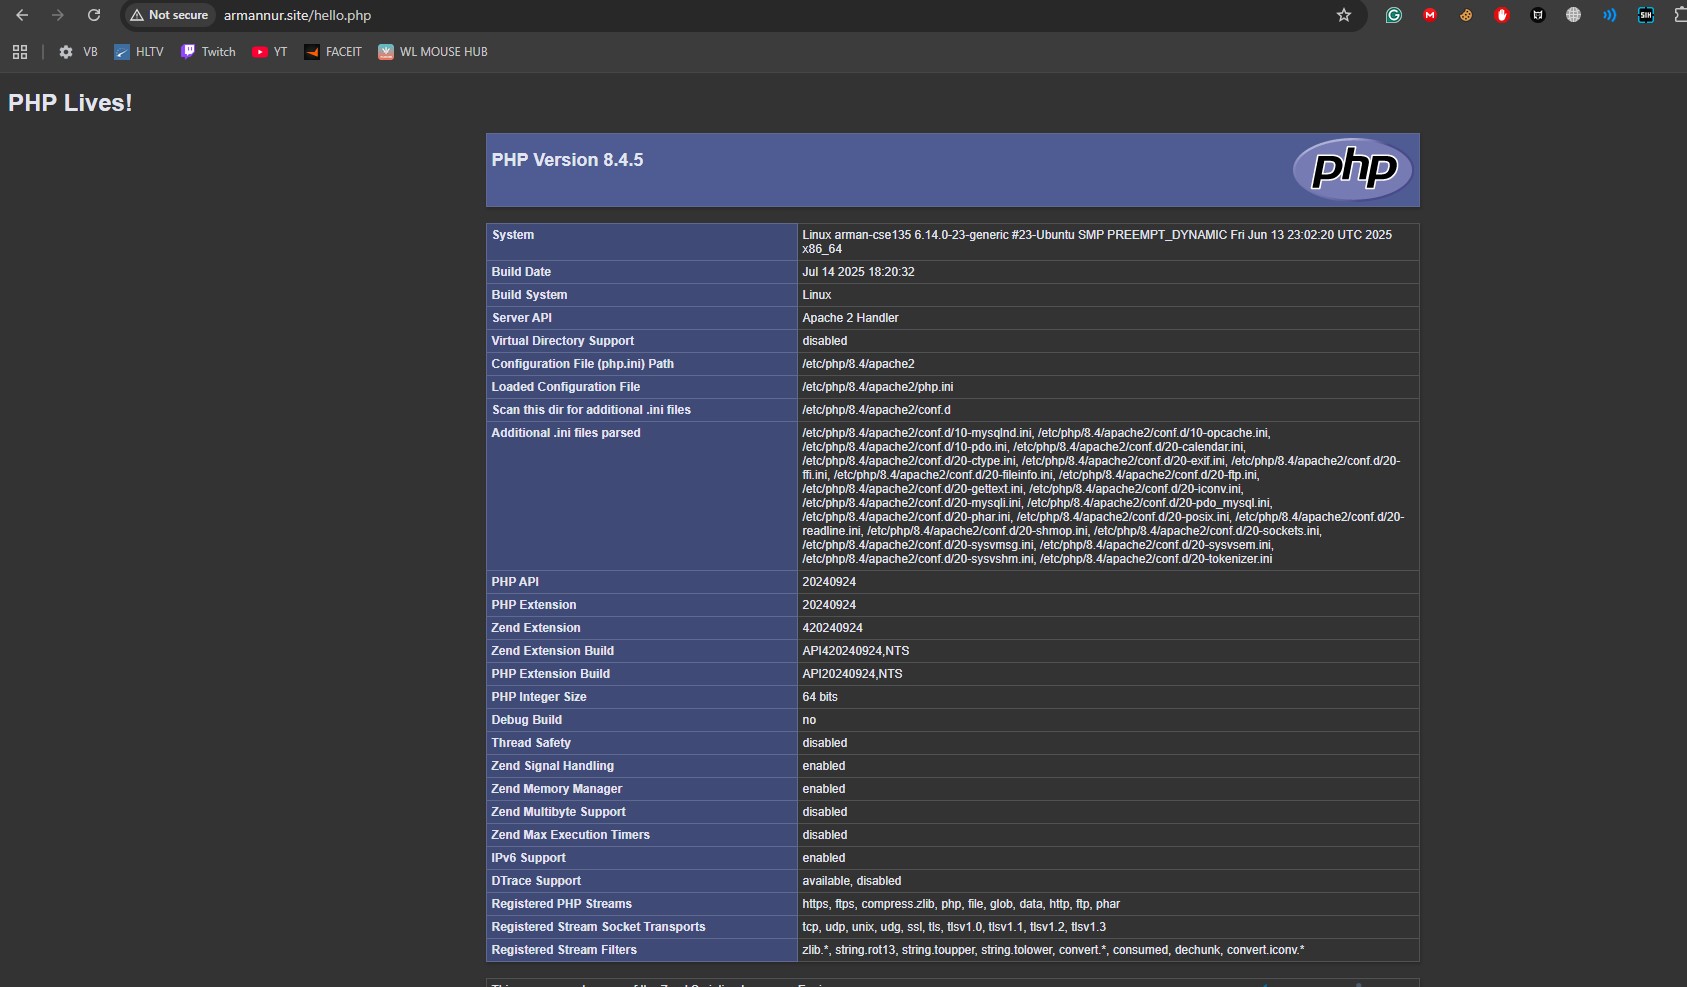 Not secure armannur.site/hello.php
VB HLTV Twitch YT FACEIT WL MOUSE HUB
PHP Lives!
PHP Version 8.4.5
php
System Linux arman-cse135 6.14.0-23-generic #23-Ubuntu SMP PREEMPT_DYNAMIC Fri Jun 13 23:02:20 UTC 2025
x86_64
Build Date Jul 14 2025 18:20:32
Build System Linux
Server API Apache 2 Handler
Virtual Directory Support disabled
Configuration File (php.ini) Path /etc/php/8.4/apache2
Loaded Configuration File /etc/php/8.4/apache2/php.ini
Scan this dir for additional .ini files /etc/php/8.4/apache2/conf.d
Additional .ini files parsed /etc/php/8.4/apache2/conf.d/10-mysqlnd.ini, /etc/php/8.4/apache2/conf.d/10-opcache.ini,
/etc/php/8.4/apache2/conf.d/10-pdo.ini, /etc/php/8.4/apache2/conf.d/20-calendar.ini,
/etc/php/8.4/apache2/conf.d/20-ctype.ini, /etc/php/8.4/apache2/conf.d/20-exif.ini, /etc/php/8.4/apache2/conf.d/20-
ffi.ini, /etc/php/8.4/apache2/conf.d/20-fileinfo.ini, /etc/php/8.4/apache2/conf.d/20-ftp.ini,
/etc/php/8.4/apache2/conf.d/20-gettext.ini, /etc/php/8.4/apache2/conf.d/20-iconv.ini,
/etc/php/8.4/apache2/conf.d/20-mysqli.ini, /etc/php/8.4/apache2/conf.d/20-pdo_mysql.ini,
/etc/php/8.4/apache2/conf.d/20-phar.ini, /etc/php/8.4/apache2/conf.d/20-posix.ini, /etc/php/8.4/apache2/conf.d/20-
readline.ini, /etc/php/8.4/apache2/conf.d/20-shmop.ini, /etc/php/8.4/apache2/conf.d/20-sockets.ini,
/etc/php/8.4/apache2/conf.d/20-sysvmsg.ini, /etc/php/8.4/apache2/conf.d/20-sysvsem.ini,
/etc/php/8.4/apache2/conf.d/20-sysvshm.ini, /etc/php/8.4/apache2/conf.d/20-tokenizer.ini
PHP API 20240924
PHP Extension 20240924
Zend Extension 420240924
Zend Extension Build API420240924,NTS
PHP Extension Build API20240924,NTS
PHP Integer Size 64 bits
Debug Build no
Thread Safety disabled
Zend Signal Handling enabled
Zend Memory Manager enabled
Zend Multibyte Support disabled
Zend Max Execution Timers disabled
IPv6 Support enabled
DTrace Support available, disabled
Registered PHP Streams https, ftps, compress.zlib, php, file, glob, data, http, ftp, phar
Registered Stream Socket Transports tcp, udp, unix, udg, ssl, tls, tlsv1.0, tlsv1.1, tlsv1.2, tlsv1.3
Registered Stream Filters zlib.*, string.rot13, string.toupper, string.tolower, convert.*, consumed, dechunk, convert.iconv.*